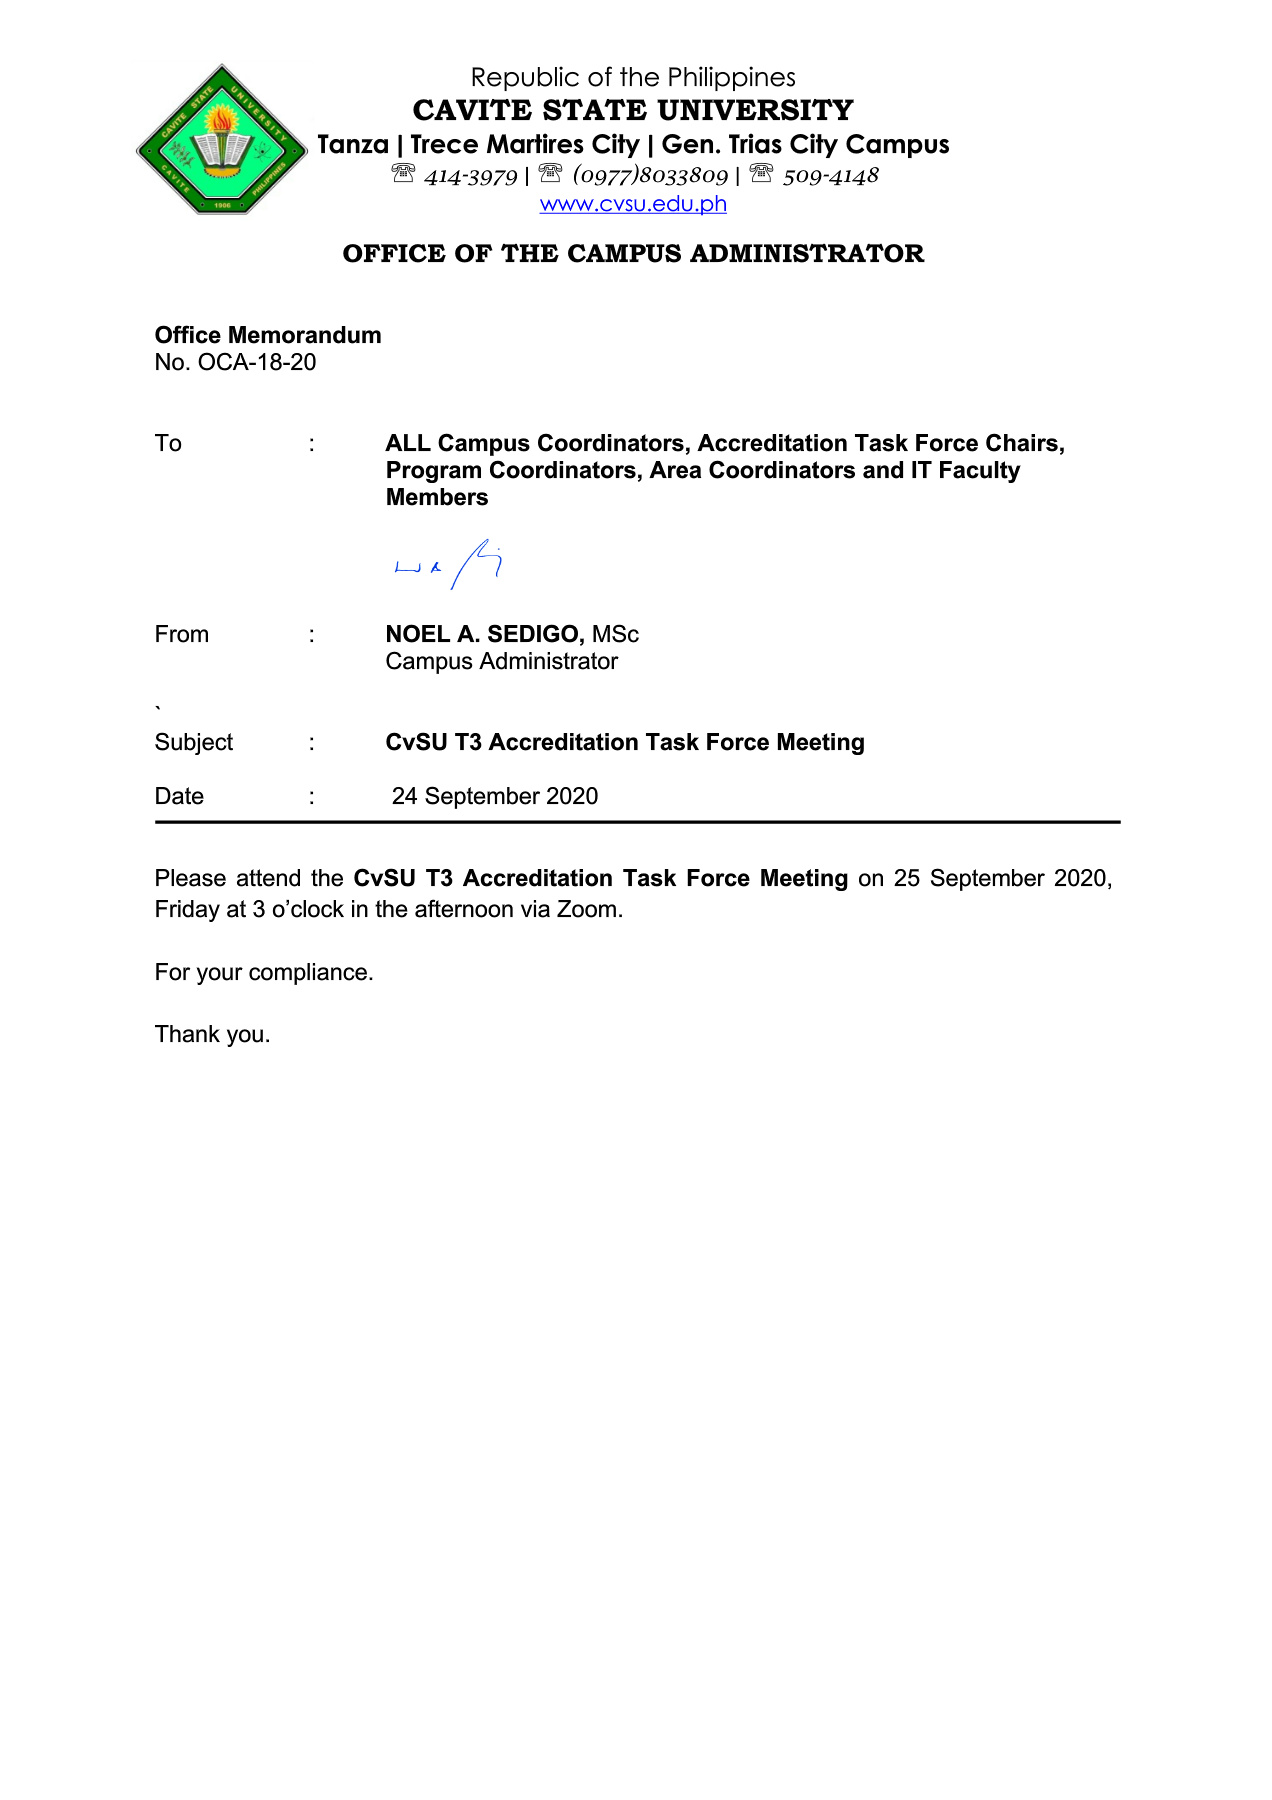 CAVITE STATE UNIVERSITY
CAVITE
PHILIPPINES
1906
Republic of the Philippines
CAVITE STATE UNIVERSITY
Tanza | Trece Martires City | Gen. Trias City Campus
☏ 414-3979 | ☏ (0977)8033809 | ☏ 509-4148
www.cvsu.edu.ph
OFFICE OF THE CAMPUS ADMINISTRATOR
Office Memorandum
No. OCA-18-20
To : ALL Campus Coordinators, Accreditation Task Force Chairs,
Program Coordinators, Area Coordinators and IT Faculty
Members
From : NOEL A. SEDIGO, MSc
Campus Administrator
`
Subject : CvSU T3 Accreditation Task Force Meeting
Date : 24 September 2020
Please attend the CvSU T3 Accreditation Task Force Meeting on 25 September 2020,
Friday at 3 o’clock in the afternoon via Zoom.
For your compliance.
Thank you.